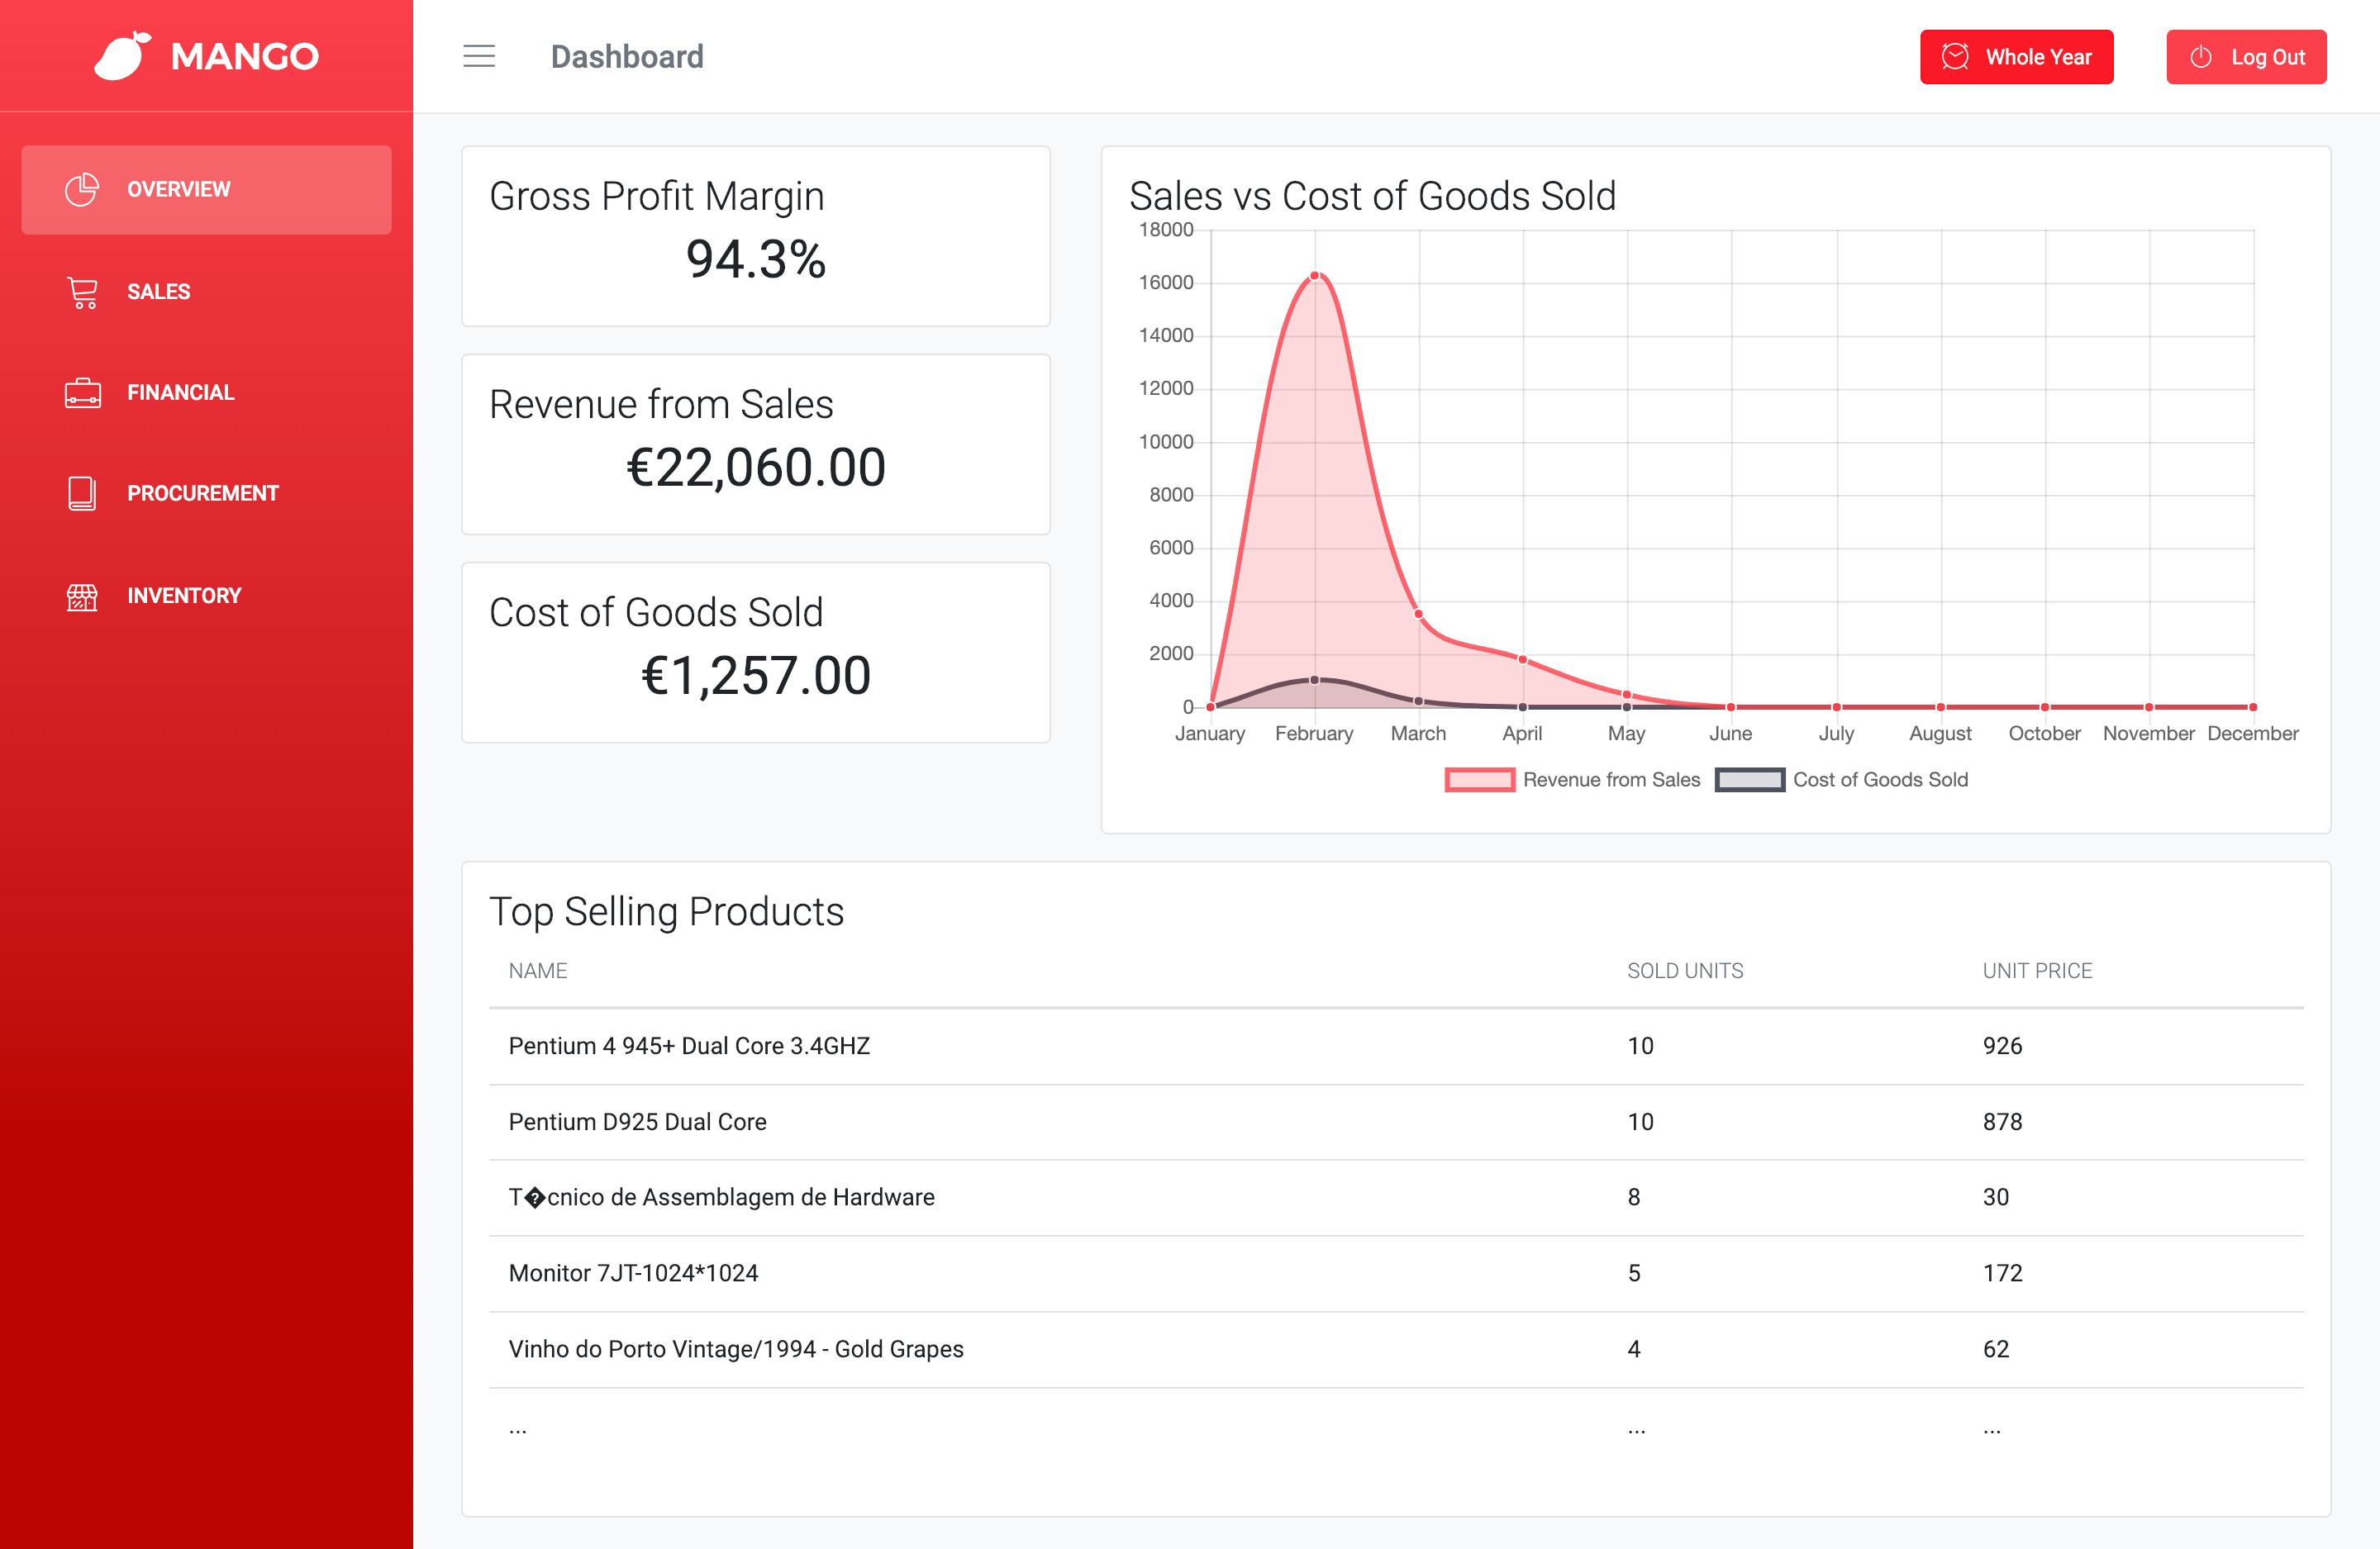 MANGO
Dashboard
Whole Year
Log Out
OVERVIEW
SALES
FINANCIAL
PROCUREMENT
INVENTORY
Gross Profit Margin
94.3%
Revenue from Sales
€22,060.00
Cost of Goods Sold
€1,257.00
Sales vs Cost of Goods Sold
18000
16000
14000
12000
10000
8000
6000
4000
2000
0
January February March April May June July August October November December
Revenue from Sales Cost of Goods Sold
Top Selling Products
NAME SOLD UNITS UNIT PRICE
Pentium 4 945+ Dual Core 3.4GHZ 10 926
Pentium D925 Dual Core 10 878
T�cnico de Assemblagem de Hardware 8 30
Monitor 7JT-1024*1024 5 172
Vinho do Porto Vintage/1994 - Gold Grapes 4 62
... ... ...